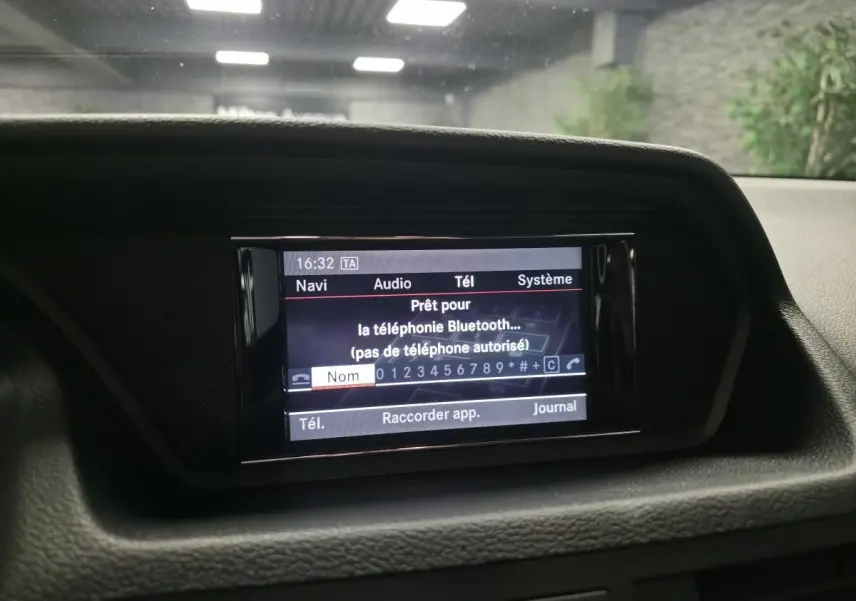 16:32 TA
Navi Audio Tél Système
Prêt pour
la téléphonie Bluetooth...
(pas de téléphone autorisé)
Nom 0 1 2 3 4 5 6 7 8 9 * # + C
Tél. Raccorder app. Journal